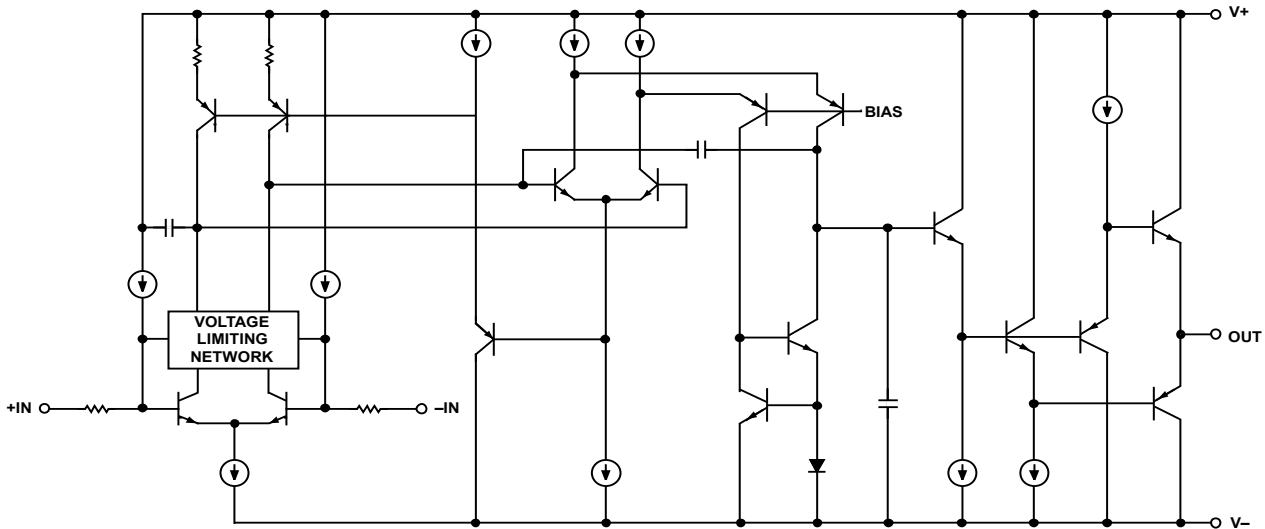 V+
BIAS
VOLTAGE
LIMITING
NETWORK
OUT
+IN
–IN
V–